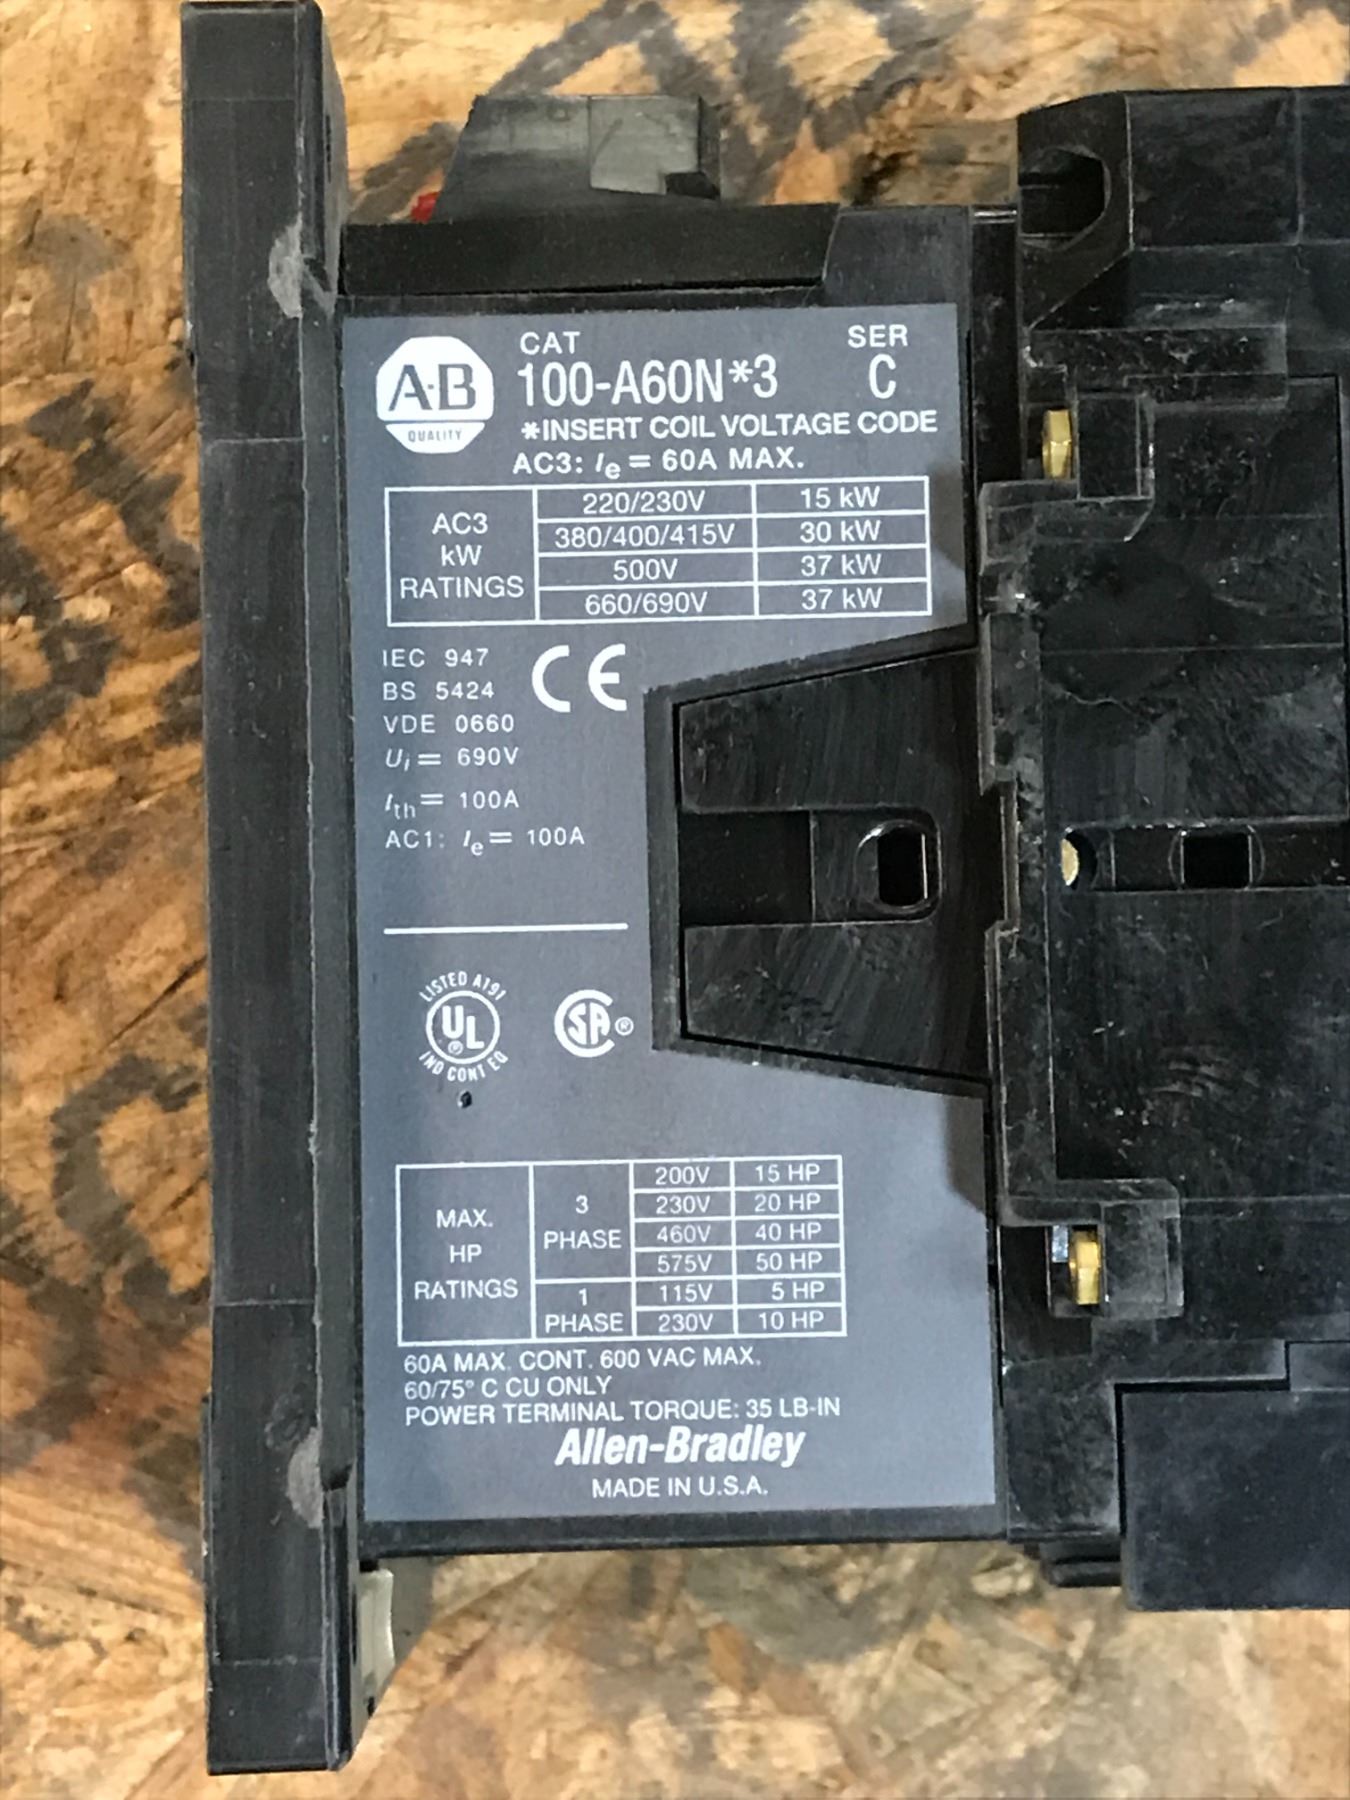 A-B
QUALITY
CAT
100-A60N*3
SER
C
*INSERT COIL VOLTAGE CODE
AC3: Ie = 60A MAX.
AC3 kW RATINGS
220/230V 15 kW
380/400/415V 30 kW
500V 37 kW
660/690V 37 kW
IEC 947
BS 5424
VDE 0660
CE
Ui = 690V
Ith = 100A
AC1: Ie = 100A
LISTED A191
UL ®
IND CONT EQ
SA ®
MAX. HP RATINGS
3 PHASE
200V 15 HP
230V 20 HP
460V 40 HP
575V 50 HP
1 PHASE
115V 5 HP
230V 10 HP
60A MAX. CONT. 600 VAC MAX.
60/75° C CU ONLY
POWER TERMINAL TORQUE: 35 LB-IN
Allen-Bradley
MADE IN U.S.A.